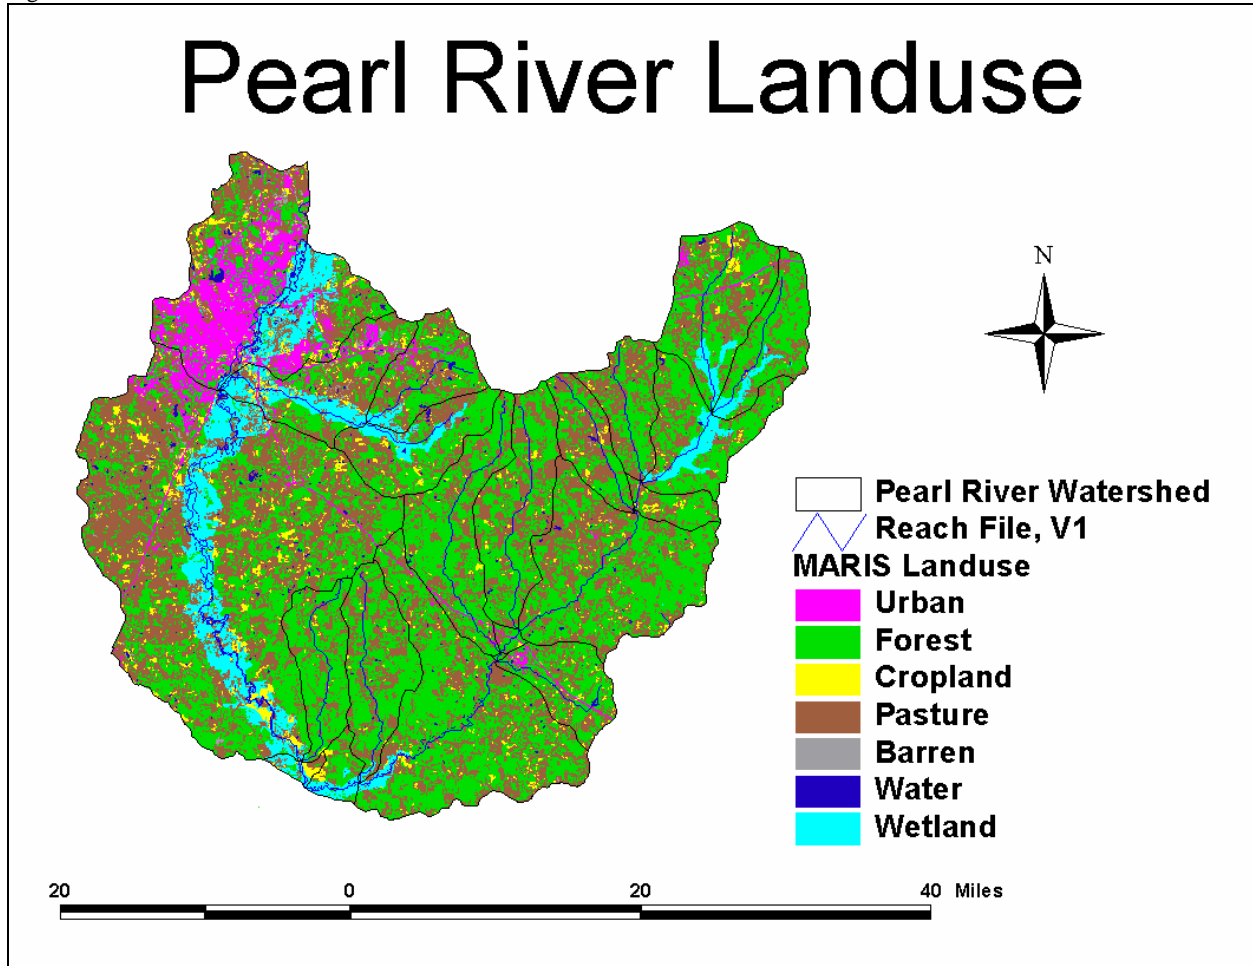 Pearl River Landuse
N
Pearl River Watershed
Reach File, V1
MARIS Landuse
Urban
Forest
Cropland
Pasture
Barren
Water
Wetland
20 0 20 40 Miles